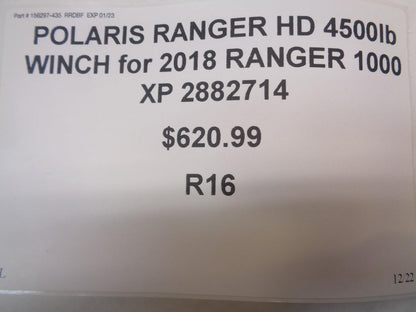 Part # 156297-435 RRDBF EXP 01/23
POLARIS RANGER HD 4500lb
WINCH for 2018 RANGER 1000
XP 2882714
$620.99
R16
L
12/22